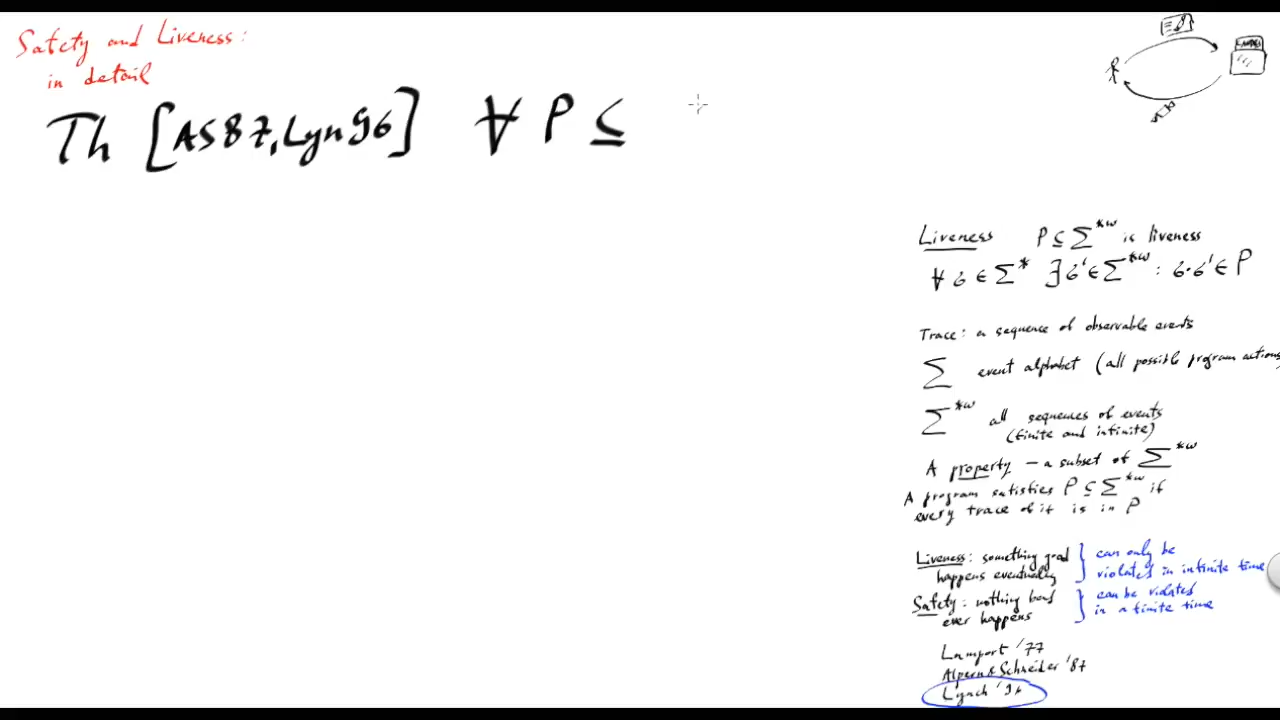 Safety and Liveness:
in detail
Th [AS87, Lyn96] ∀ P ⊆
Liveness P ⊆ Σ^*ω is liveness
∀ σ ∈ Σ^* ∃ σ' ∈ Σ^*ω : σ·σ' ∈ P
Trace: a sequence of observable events
Σ event alphabet (all possible program actions
Σ^*ω all sequences of events
(finite and infinite)
A property – a subset of Σ^*ω
A program satisfies P ⊆ Σ^*ω if
every trace of it is in P
Liveness: something good
happens eventually
can only be
violated in infinite time
Safety: nothing bad
ever happens
can be violated
in a finite time
Lamport '77
Alpern & Schneider '87
Lynch '96